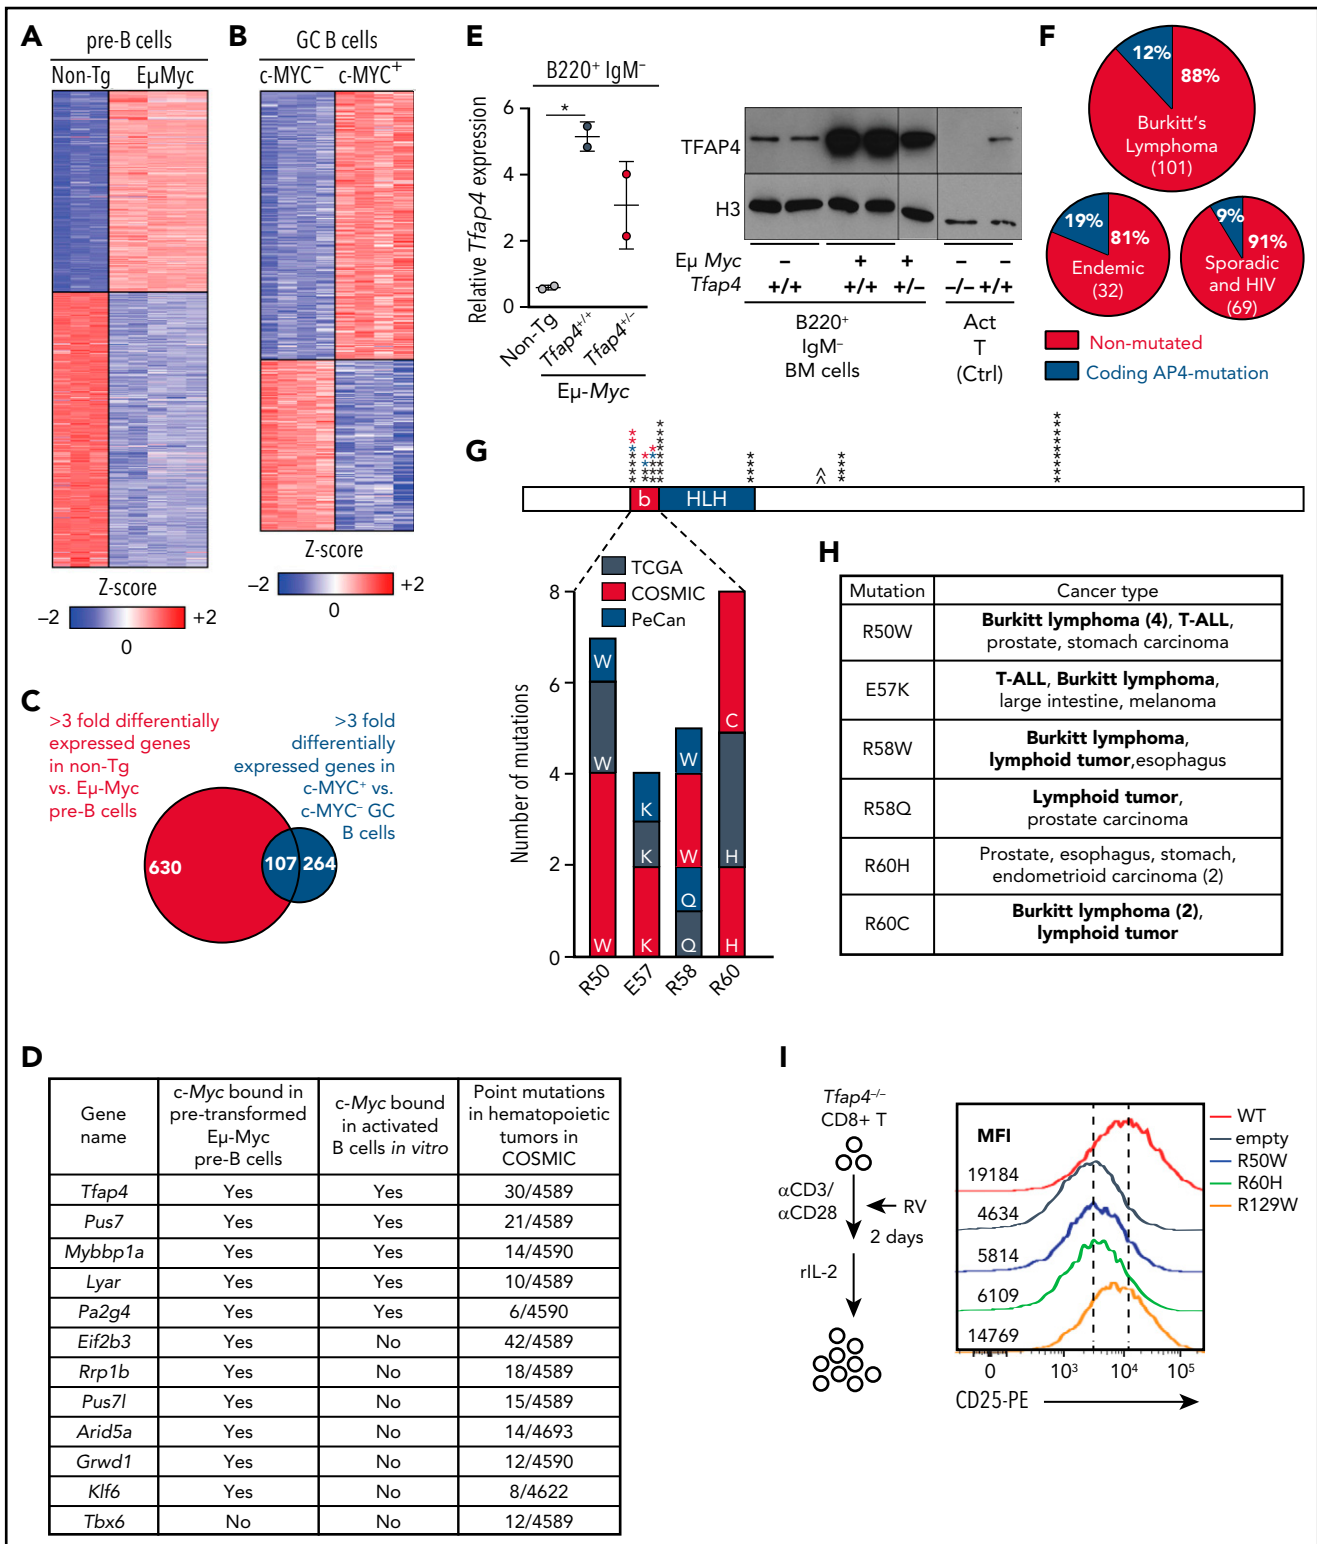 A
pre-B cells
Non-Tg EμMyc
Z-score
−2 +2
0
B
GC B cells
c-MYC− c-MYC+
Z-score
−2 +2
0
C
>3 fold differentially
expressed genes
in non-Tg
vs. Eμ-Myc
pre-B cells
>3 fold
differentially
expressed genes in
c-MYC+ vs.
c-MYC− GC
B cells
630
107
264
D
Gene name | c-Myc bound in pre-transformed Eμ-Myc pre-B cells | c-Myc bound in activated B cells in vitro | Point mutations in hematopoietic tumors in COSMIC
Tfap4 Yes Yes 30/4589
Pus7 Yes Yes 21/4589
Mybbp1a Yes Yes 14/4590
Lyar Yes Yes 10/4589
Pa2g4 Yes Yes 6/4590
Eif2b3 Yes No 42/4589
Rrp1b Yes No 18/4589
Pus7l Yes No 15/4589
Arid5a Yes No 14/4693
Grwd1 Yes No 12/4590
Klf6 Yes No 8/4622
Tbx6 No No 12/4589
E
B220+ IgM−
*
Relative Tfap4 expression
6
4
2
0
Non-Tg
Tfap4+/+
Tfap4+/−
Eμ-Myc
TFAP4
H3
Eμ Myc − + + − −
Tfap4 +/+ +/+ +/− −/− +/+
B220+
IgM−
BM cells
Act
T
(Ctrl)
F
12%
88%
Burkitt's
Lymphoma
(101)
19%
81%
Endemic
(32)
9%
91%
Sporadic
and HIV
(69)
Non-mutated
Coding AP4-mutation
G
b
HLH
TCGA
COSMIC
PeCan
Number of mutations
8
6
4
2
0
W
W
W
K
K
K
W
W
Q
Q
C
H
H
R50
E57
R58
R60
H
Mutation Cancer type
R50W Burkitt lymphoma (4), T-ALL,
prostate, stomach carcinoma
E57K T-ALL, Burkitt lymphoma,
large intestine, melanoma
R58W Burkitt lymphoma,
lymphoid tumor,esophagus
R58Q Lymphoid tumor,
prostate carcinoma
R60H Prostate, esophagus, stomach,
endometrioid carcinoma (2)
R60C Burkitt lymphoma (2),
lymphoid tumor
I
Tfap4−/−
CD8+ T
αCD3/
αCD28
RV
2 days
rIL-2
MFI
19184
4634
5814
6109
14769
WT
empty
R50W
R60H
R129W
0 10³ 10⁴ 10⁵
CD25-PE